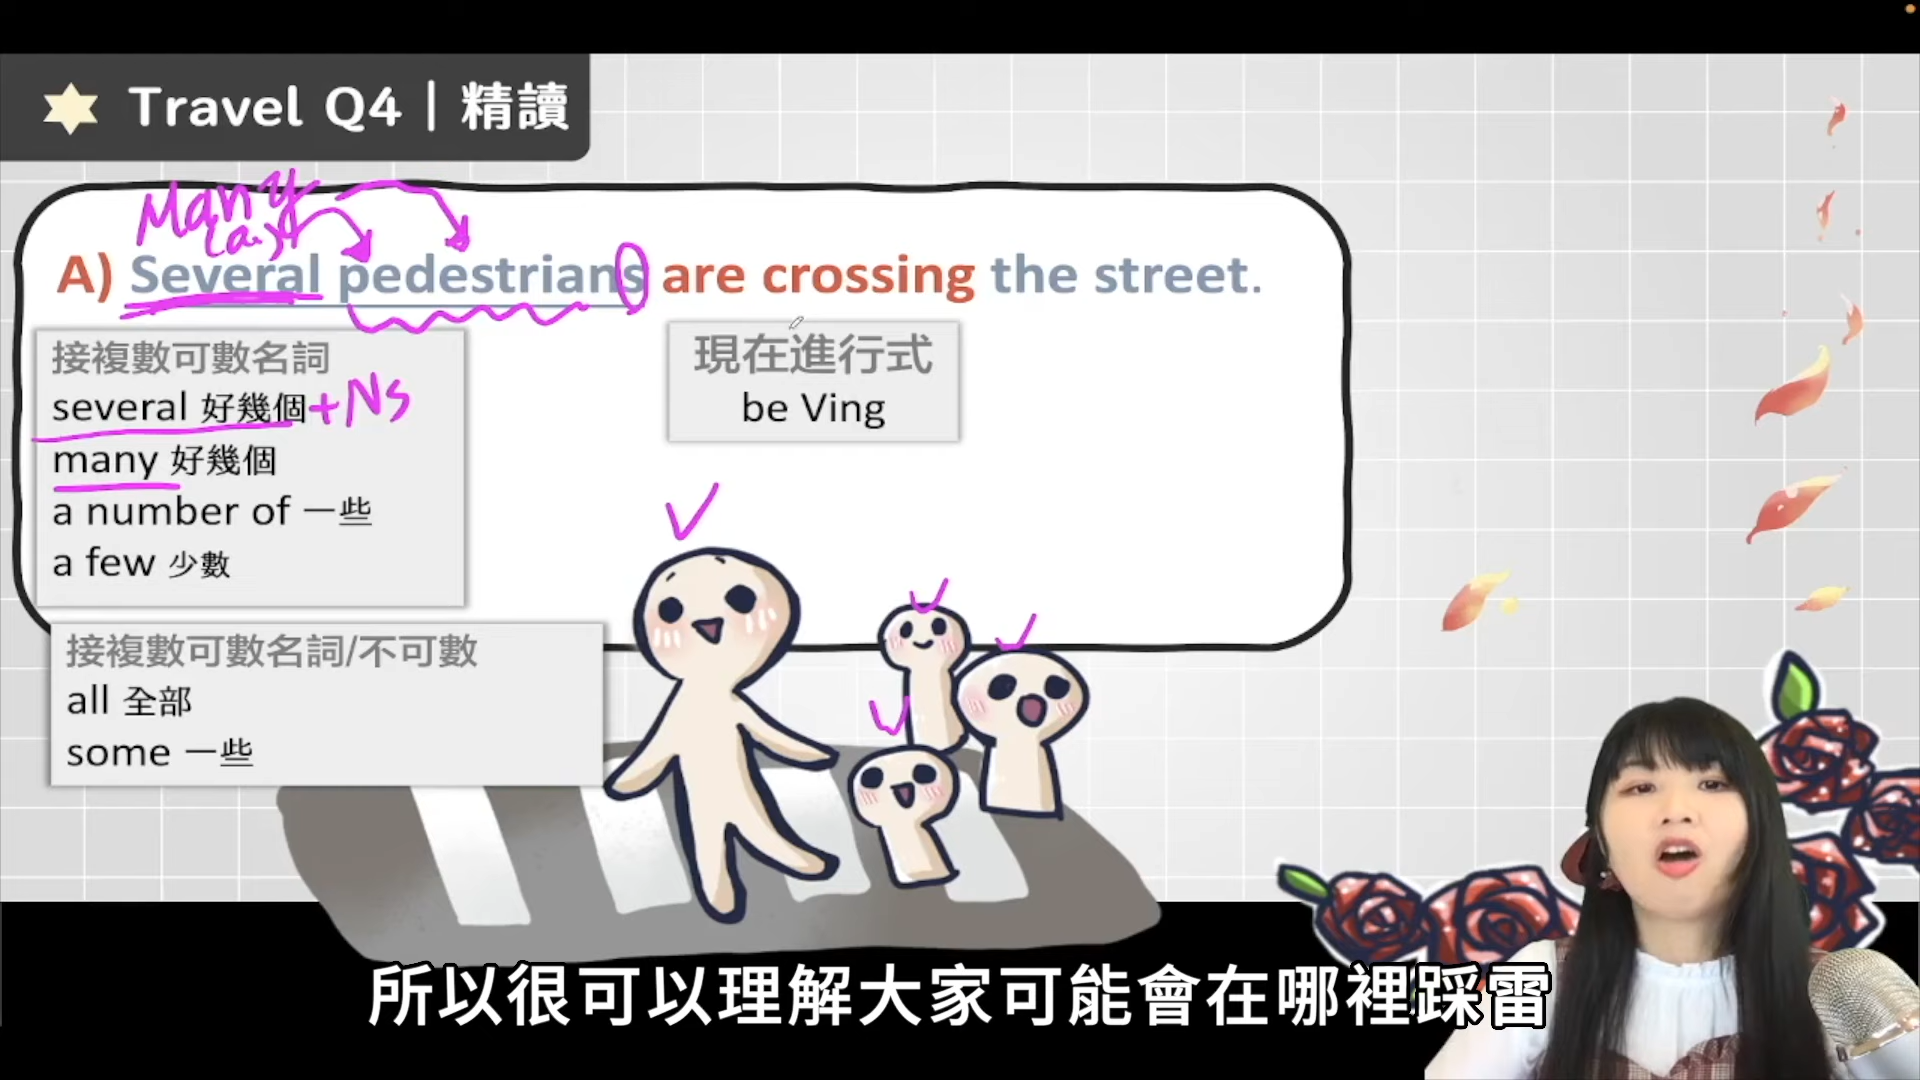 Travel Q4 | 精讀
Many
(a.)
A) Several pedestrians are crossing the street.
接複數可數名詞
several 好幾個+Ns
many 好幾個
a number of 一些
a few 少數
現在進行式
be Ving
接複數可數名詞/不可數
all 全部
some 一些
所以很可以理解大家可能會在哪裡踩雷